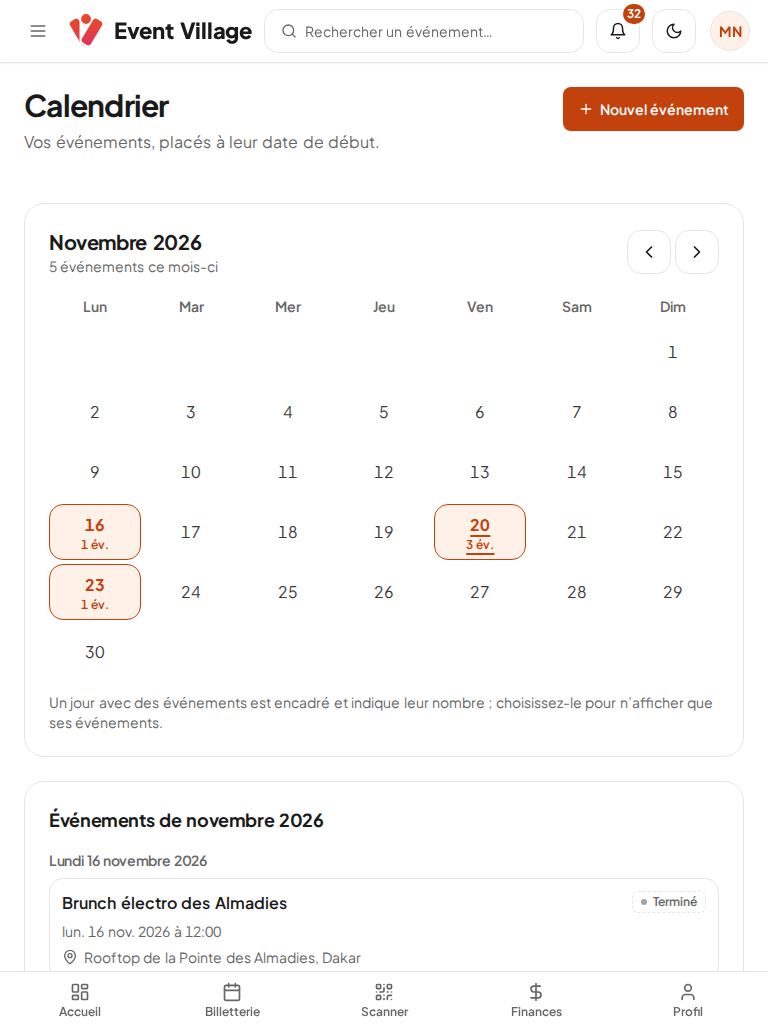 Event Village
Rechercher un événement…
32
MN
Calendrier
Nouvel événement
Vos événements, placés à leur date de début.
Novembre 2026
5 événements ce mois-ci
Lun Mar Mer Jeu Ven Sam Dim
1
2 3 4 5 6 7 8
9 10 11 12 13 14 15
16 17 18 19 20 21 22
1 év. 3 év.
23 24 25 26 27 28 29
1 év.
30
Un jour avec des événements est encadré et indique leur nombre ; choisissez-le pour n’afficher que
ses événements.
Événements de novembre 2026
Lundi 16 novembre 2026
Brunch électro des Almadies
Terminé
lun. 16 nov. 2026 à 12:00
Rooftop de la Pointe des Almadies, Dakar
Accueil Billetterie Scanner Finances Profil